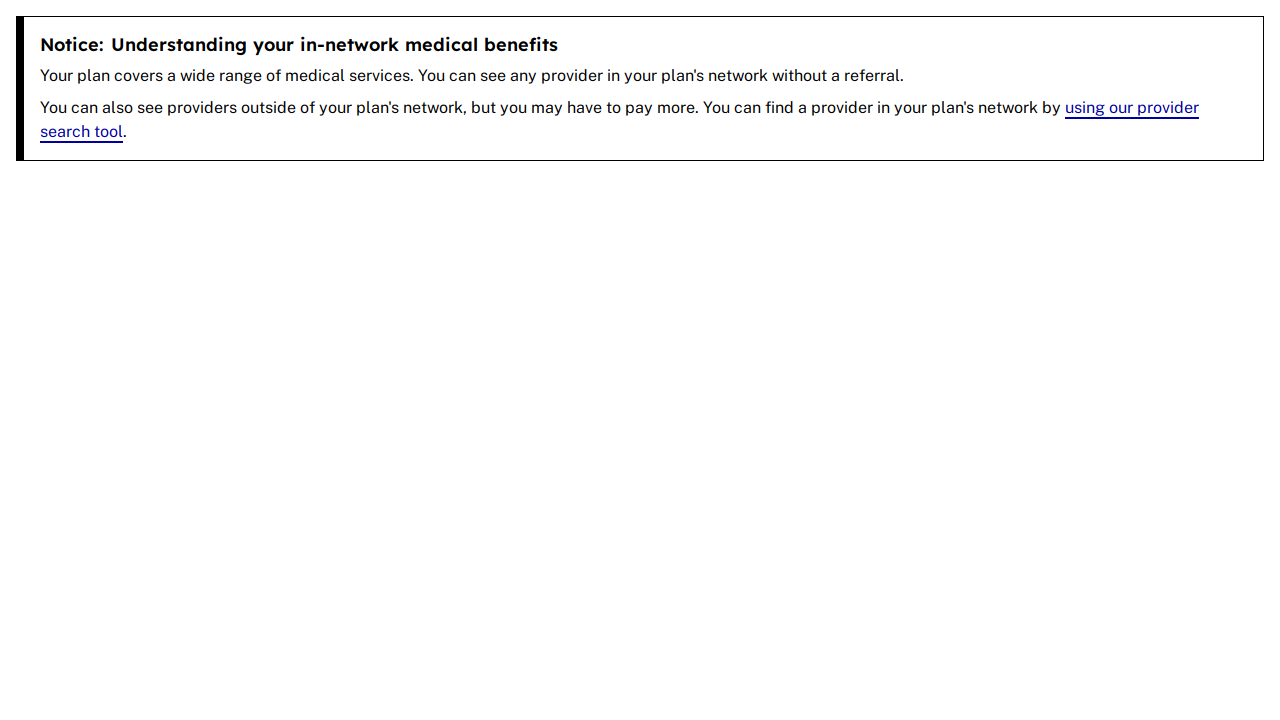 Notice: Understanding your in-network medical benefits
Your plan covers a wide range of medical services. You can see any provider in your plan's network without a referral.
You can also see providers outside of your plan's network, but you may have to pay more. You can find a provider in your plan's network by using our provider
search tool.